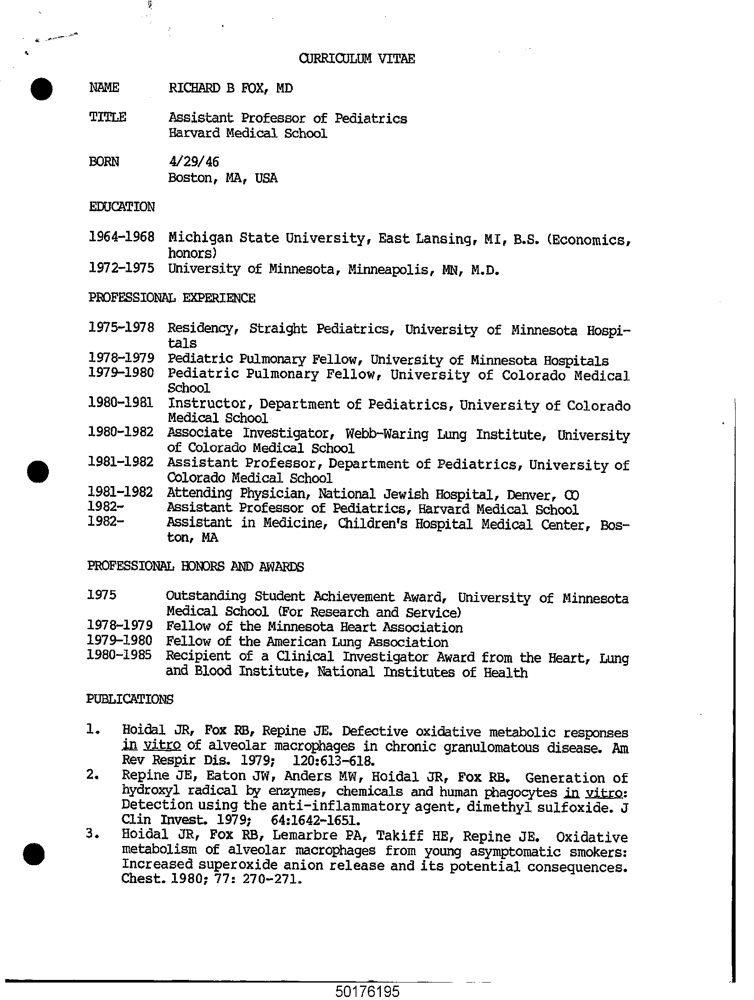 CURRICULUM VITAE
NAME RICHARD B FOX, MD
TITLE Assistant Professor of Pediatrics
Harvard Medical School
BORN 4/29/46
Boston, MA, USA
EDUCATION
1964-1968 Michigan State University, East Lansing, MI, B.S. (Economics,
honors)
1972-1975 University of Minnesota, Minneapolis, MN, M.D.
PROFESSIONAL EXPERIENCE
1975-1978 Residency, Straight Pediatrics, University of Minnesota Hospi-
tals
1978-1979 Pediatric Pulmonary Fellow, University of Minnesota Hospitals
1979-1980 Pediatric Pulmonary Fellow, University of Colorado Medical
School
1980-1981 Instructor, Department of Pediatrics, University of Colorado
Medical School
1980-1982 Associate Investigator, Webb-Waring Lung Institute, University
of Colorado Medical School
1981-1982 Assistant Professor, Department of Pediatrics, University of
Colorado Medical School
1981-1982 Attending Physician, National Jewish Hospital, Denver, CO
1982- Assistant Professor of Pediatrics, Harvard Medical School
1982- Assistant in Medicine, Children's Hospital Medical Center, Bos-
ton, MA
PROFESSIONAL HONORS AND AWARDS
1975 Outstanding Student Achievement Award, University of Minnesota
Medical School (For Research and Service)
1978-1979 Fellow of the Minnesota Heart Association
1979-1980 Fellow of the American Lung Association
1980-1985 Recipient of a Clinical Investigator Award from the Heart, Lung
and Blood Institute, National Institutes of Health
PUBLICATIONS
1. Hoidal JR, Fox RB, Repine JE. Defective oxidative metabolic responses
in vitro of alveolar macrophages in chronic granulomatous disease. Am
Rev Respir Dis. 1979; 120:613-618.
2. Repine JE, Eaton JW, Anders MW, Hoidal JR, Fox RB. Generation of
hydroxyl radical by enzymes, chemicals and human phagocytes in vitro:
Detection using the anti-inflammatory agent, dimethyl sulfoxide. J
Clin Invest. 1979; 64:1642-1651.
3. Hoidal JR, Fox RB, Lemarbre PA, Takiff HE, Repine JE. Oxidative
metabolism of alveolar macrophages from young asymptomatic smokers:
Increased superoxide anion release and its potential consequences.
Chest. 1980; 77: 270-271.
50176195